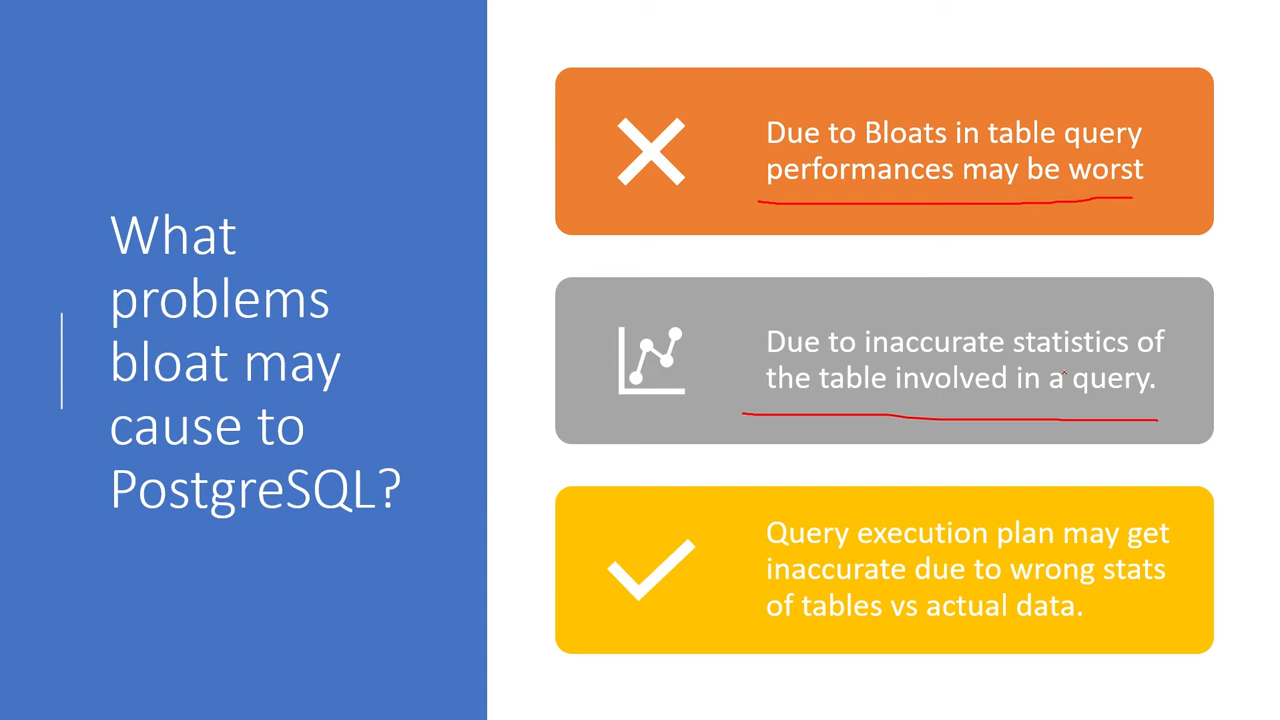 What
problems
bloat may
cause to
PostgreSQL?
Due to Bloats in table query
performances may be worst
Due to inaccurate statistics of
the table involved in a query.
Query execution plan may get
inaccurate due to wrong stats
of tables vs actual data.